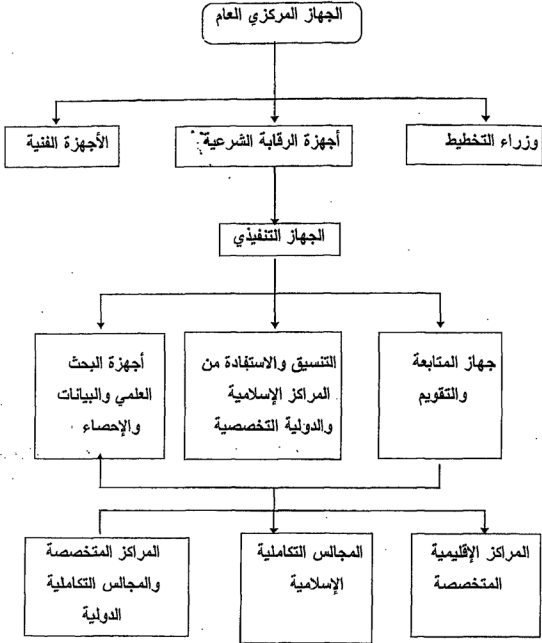 الجهاز المركزي العام
وزراء التخطيط
أجهزة الرقابة الشرعية
الأجهزة الفنية
الجهاز التنفيذي
جهاز المتابعة
والتقويم
التنسيق والاستفادة من
المراكز الإسلامية
والدولية التخصصية
أجهزة البحث
العلمي والبيانات
والإحصاء
المراكز الإقليمية
المتخصصة
المجالس التكاملية
الإسلامية
المراكز المتخصصة
والمجالس التكاملية
الدولية